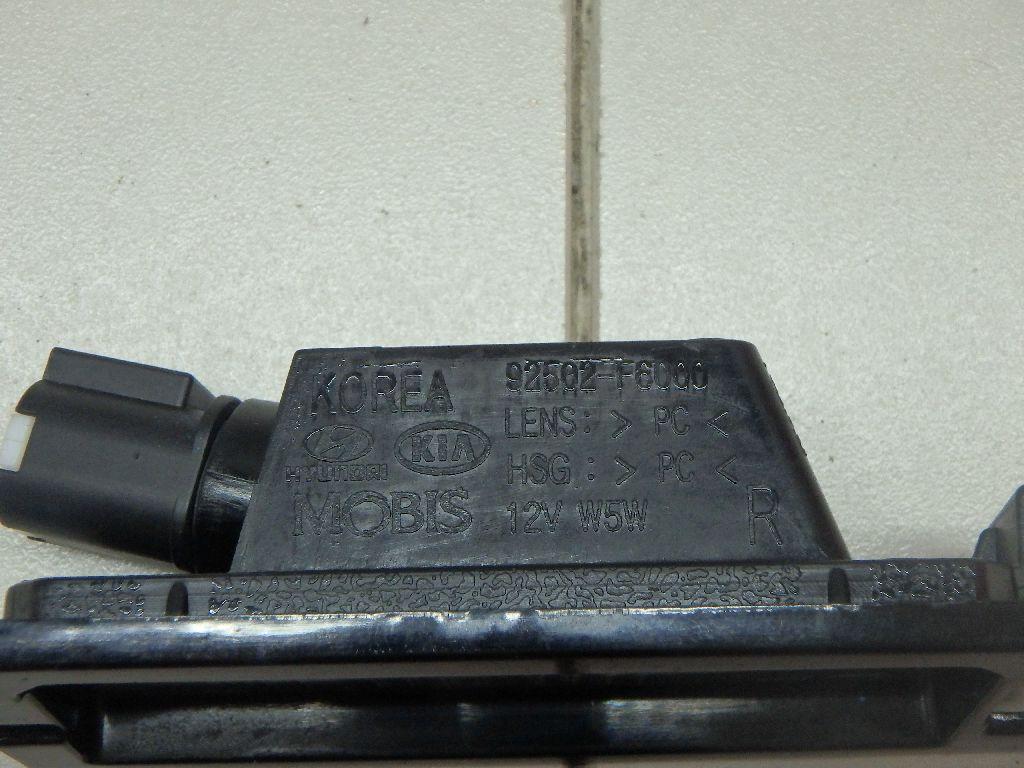 KOREA
HYUNDAI KIA
MOBIS
92502-F6000
LENS: > PC <
HSG: > PC <
12V W5W
R